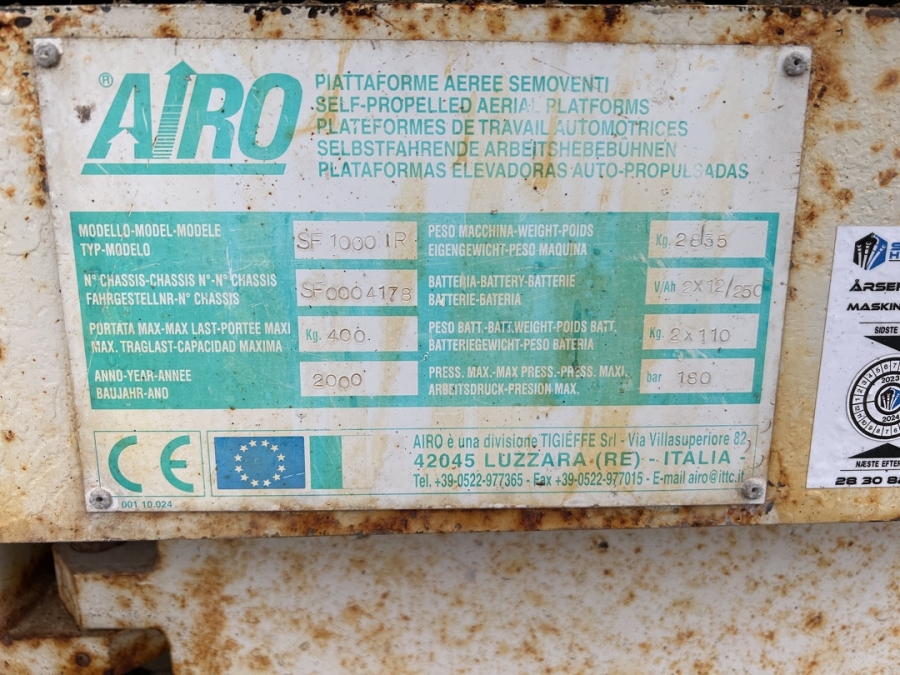 ® AIRO
PIATTAFORME AEREE SEMOVENTI
SELF-PROPELLED AERIAL PLATFORMS
PLATEFORMES DE TRAVAIL AUTOMOTRICES
SELBSTFAHRENDE ARBEITSHEBEBÜHNEN
PLATAFORMAS ELEVADORAS AUTO-PROPULSADAS
MODELLO-MODEL-MODELE
TYP-MODELO
SF 1000 IR
PESO MACCHINA-WEIGHT-POIDS
EIGENGEWICHT-PESO MAQUINA
Kg. 2835
N° CHASSIS-CHASSIS N°-N° CHASSIS
FAHRGESTELLNR-N° CHASSIS
SF0004178
BATTERIA-BATTERY-BATTERIE
BATTERIE-BATERIA
V/Ah 2X12/250
PORTATA MAX-MAX LAST-PORTEE MAXI
MAX. TRAGLAST-CAPACIDAD MAXIMA
Kg. 400
PESO BATT.-BATT.WEIGHT-POIDS BATT.
BATTERIEGEWICHT-PESO BATERIA
Kg. 2x110
ANNO-YEAR-ANNEE
BAUJAHR-ANO
2000
PRESS. MAX.-MAX PRESS.-PRESS. MAXI.
ARBEITSDRUCK-PRESION MAX.
bar 180
CE
001.10.024
AIRO è una divisione TIGIEFFE Srl - Via Villasuperiore 82
42045 LUZZARA (RE) - ITALIA -
Tel. +39-0522-977365 - Fax +39-0522-977015 - E-mail airo@ittc.it
ÅRSEF
MASKIN
SIDSTE
2023
2024
NÆSTE EFTER
28 30 8